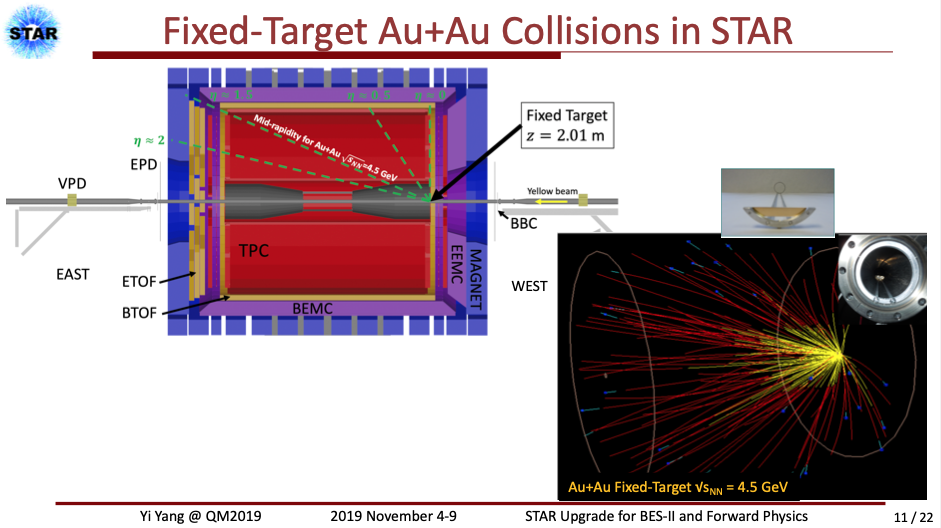 STAR
Fixed-Target Au+Au Collisions in STAR
η ≈ 1.5
η ≈ 0.5
η ≈ 0
Fixed Target
z = 2.01 m
Mid-rapidity for Au+Au √sNN=4.5 GeV
η ≈ 2
EPD
VPD
Yellow beam
BBC
TPC
EEMC
MAGNET
EAST
WEST
ETOF
BTOF
BEMC
Au+Au Fixed-Target √sNN = 4.5 GeV
Yi Yang @ QM2019
2019 November 4-9
STAR Upgrade for BES-II and Forward Physics
11 / 22